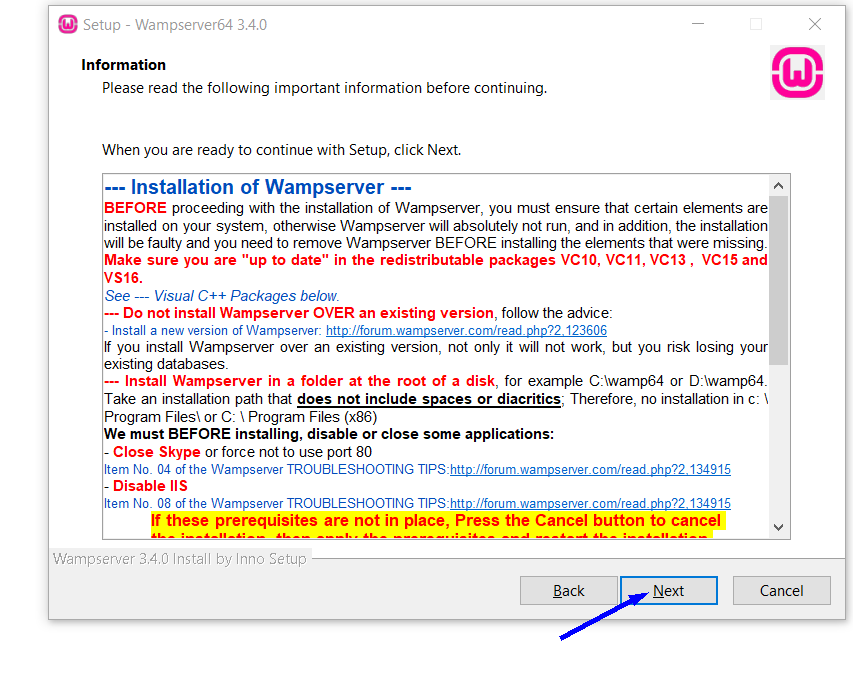 Setup - Wampserver64 3.4.0
Information
Please read the following important information before continuing.
When you are ready to continue with Setup, click Next.
--- Installation of Wampserver ---
BEFORE proceeding with the installation of Wampserver, you must ensure that certain elements are
installed on your system, otherwise Wampserver will absolutely not run, and in addition, the installation
will be faulty and you need to remove Wampserver BEFORE installing the elements that were missing.
Make sure you are "up to date" in the redistributable packages VC10, VC11, VC13 , VC15 and
VS16.
See --- Visual C++ Packages below.
--- Do not install Wampserver OVER an existing version, follow the advice:
- Install a new version of Wampserver: http://forum.wampserver.com/read.php?2,123606
If you install Wampserver over an existing version, not only it will not work, but you risk losing your
existing databases.
--- Install Wampserver in a folder at the root of a disk, for example C:\wamp64 or D:\wamp64.
Take an installation path that does not include spaces or diacritics; Therefore, no installation in c: \
Program Files\ or C: \ Program Files (x86)
We must BEFORE installing, disable or close some applications:
- Close Skype or force not to use port 80
Item No. 04 of the Wampserver TROUBLESHOOTING TIPS:http://forum.wampserver.com/read.php?2,134915
- Disable IIS
Item No. 08 of the Wampserver TROUBLESHOOTING TIPS:http://forum.wampserver.com/read.php?2,134915
If these prerequisites are not in place, Press the Cancel button to cancel
the installation, then apply the prerequisites and restart the installation.
Wampserver 3.4.0 Install by Inno Setup
Back
Next
Cancel